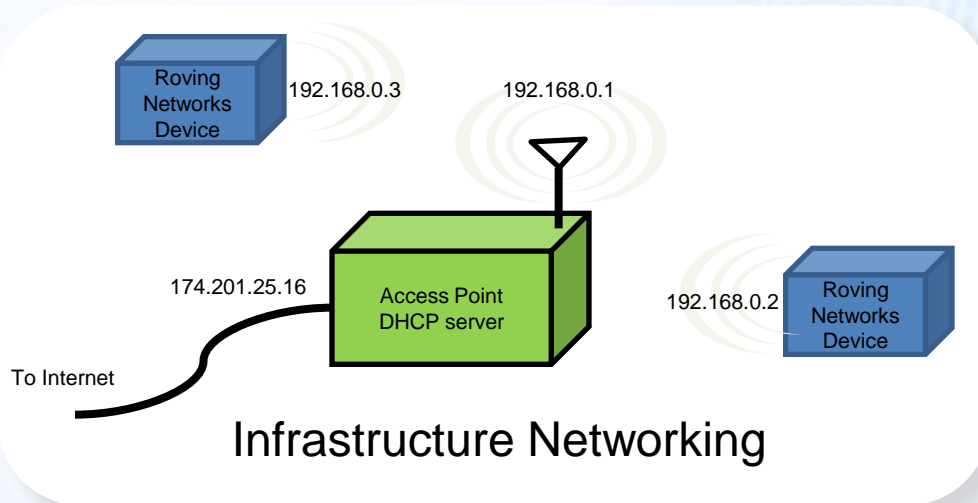 Roving
Networks
Device
192.168.0.3
192.168.0.1
174.201.25.16
Access Point
DHCP server
192.168.0.2
Roving
Networks
Device
To Internet
Infrastructure Networking